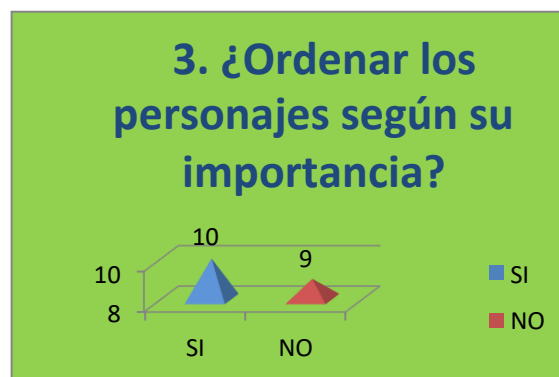 3. ¿Ordenar los
personajes según su
importancia?
10
9
10
8
SI
NO
SI
NO